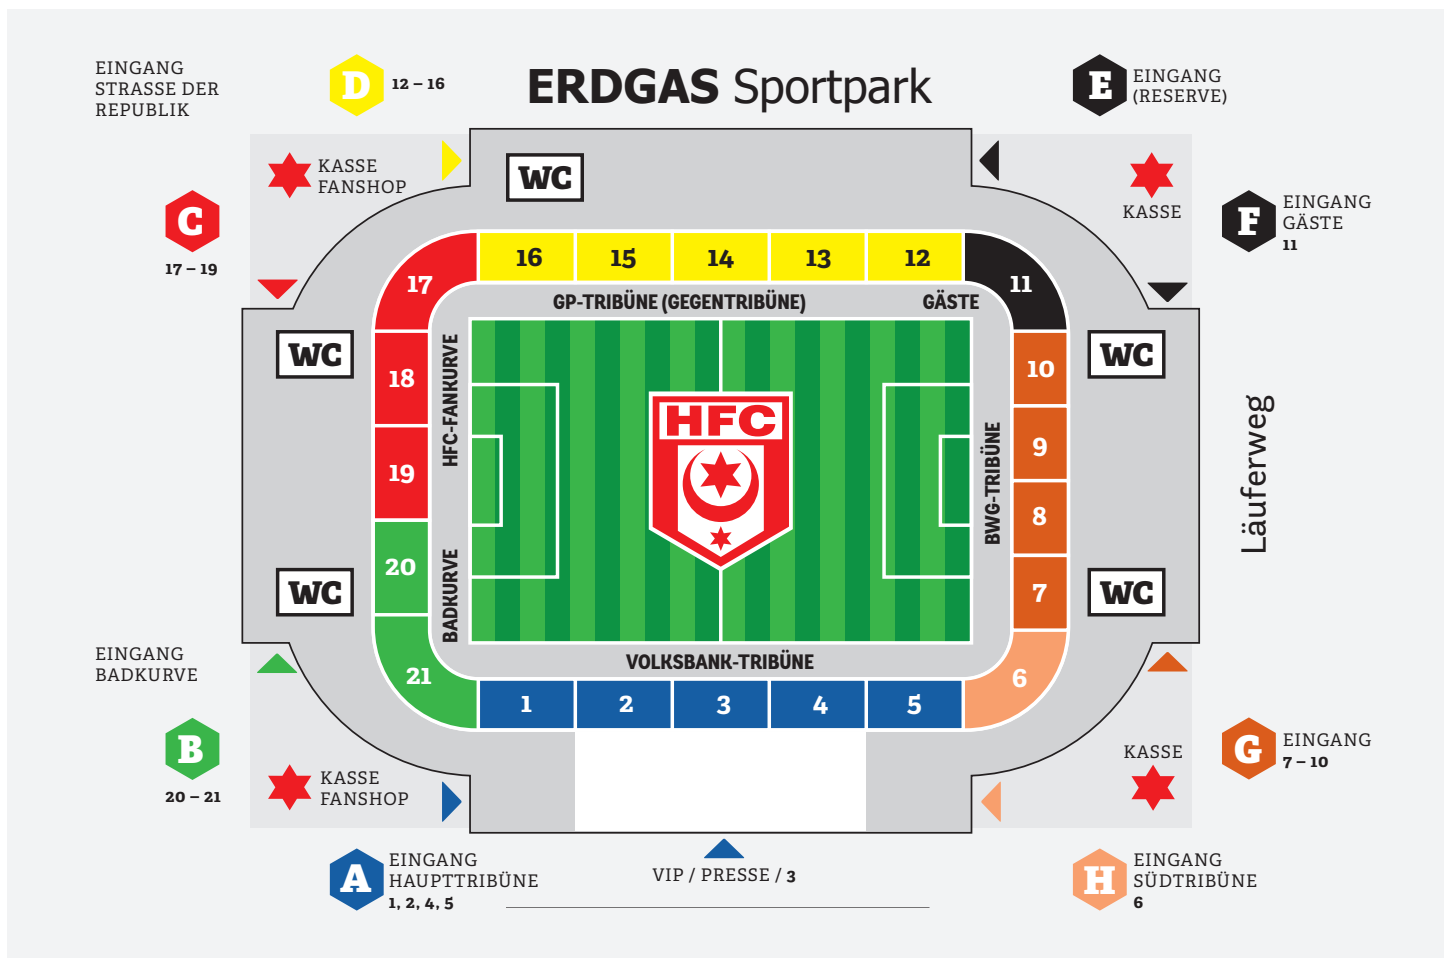 ERDGAS Sportpark
EINGANG
STRASSE DER
REPUBLIK
D
12 – 16
E
EINGANG
(RESERVE)
KASSE
FANSHOP
WC
KASSE
C
17 – 19
F
EINGANG
GÄSTE
11
17
16
15
14
13
12
11
GP-TRIBÜNE (GEGENTRIBÜNE)
GÄSTE
WC
18
HFC-FANKURVE
10
WC
HFC
19
9
BWG-TRIBÜNE
8
Läuferweg
20
BADKURVE
7
WC
WC
VOLKSBANK-TRIBÜNE
21
1
2
3
4
5
6
EINGANG
BADKURVE
B
20 – 21
KASSE
FANSHOP
KASSE
G
EINGANG
7 – 10
A
EINGANG
HAUPTTRIBÜNE
1, 2, 4, 5
VIP / PRESSE / 3
H
EINGANG
SÜDTRIBÜNE
6